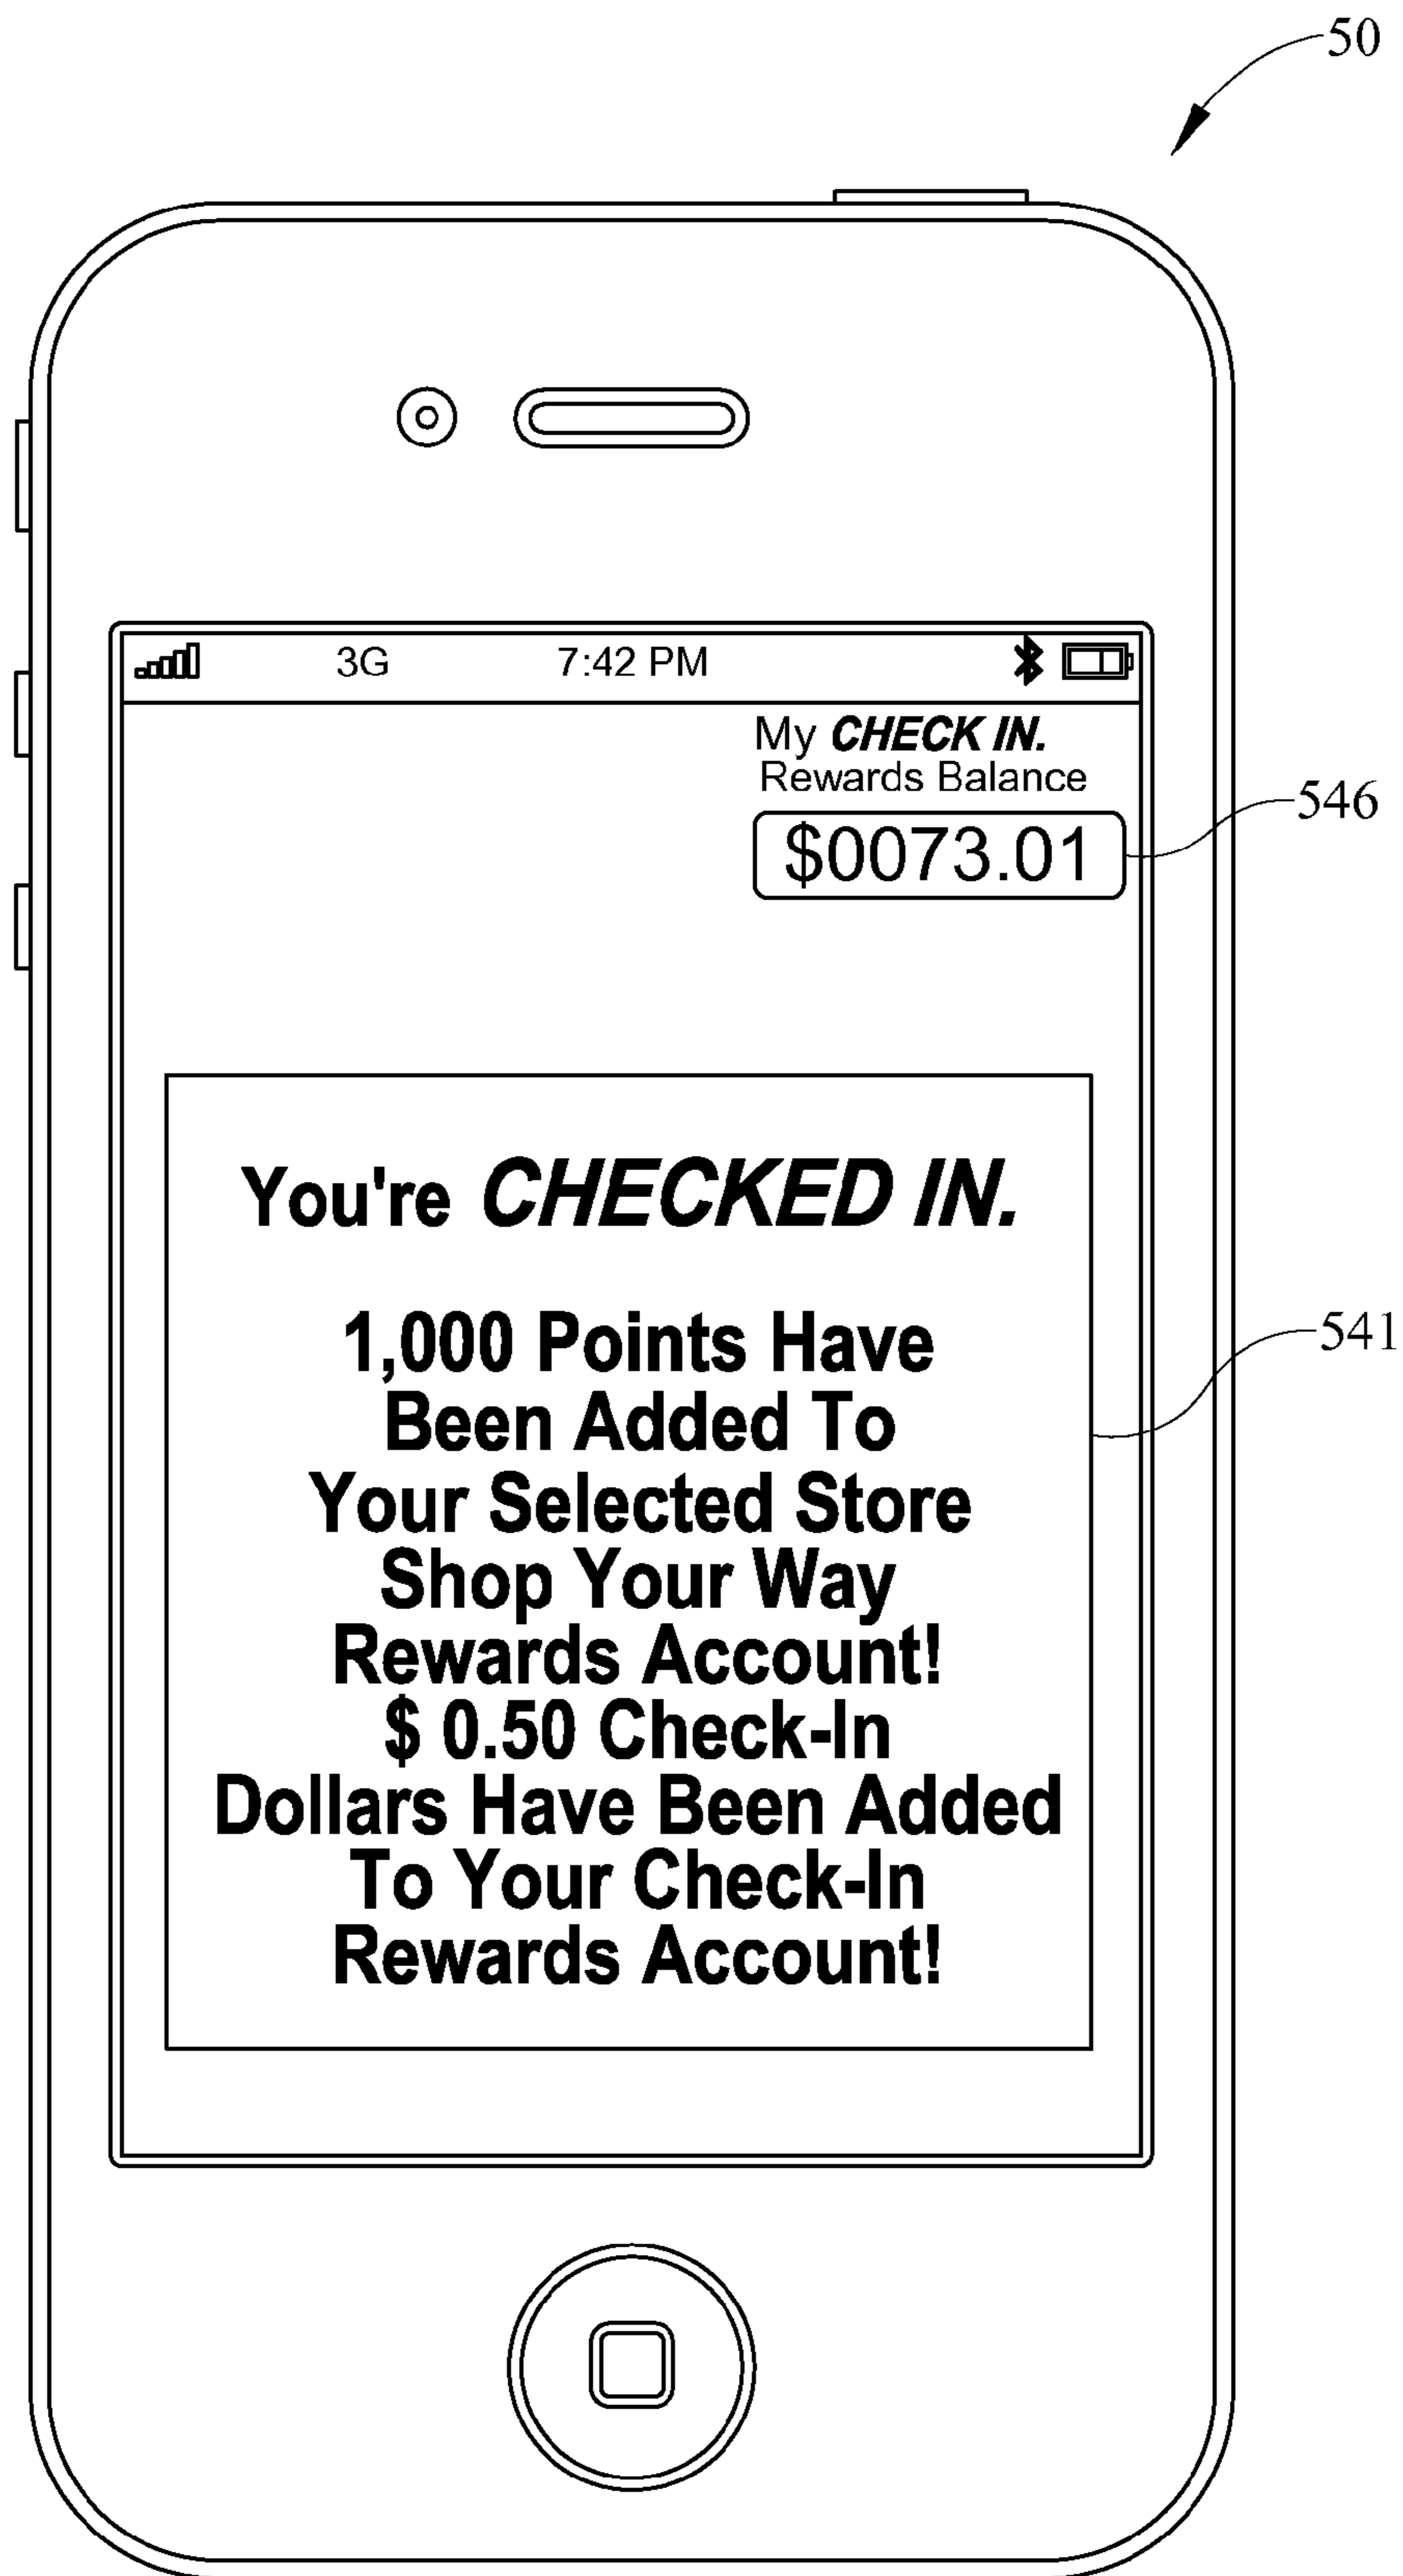 50
3G 7:42 PM
My CHECK IN.
Rewards Balance
546
$0073.01
You're CHECKED IN.
541
1,000 Points Have
Been Added To
Your Selected Store
Shop Your Way
Rewards Account!
$ 0.50 Check-In
Dollars Have Been Added
To Your Check-In
Rewards Account!